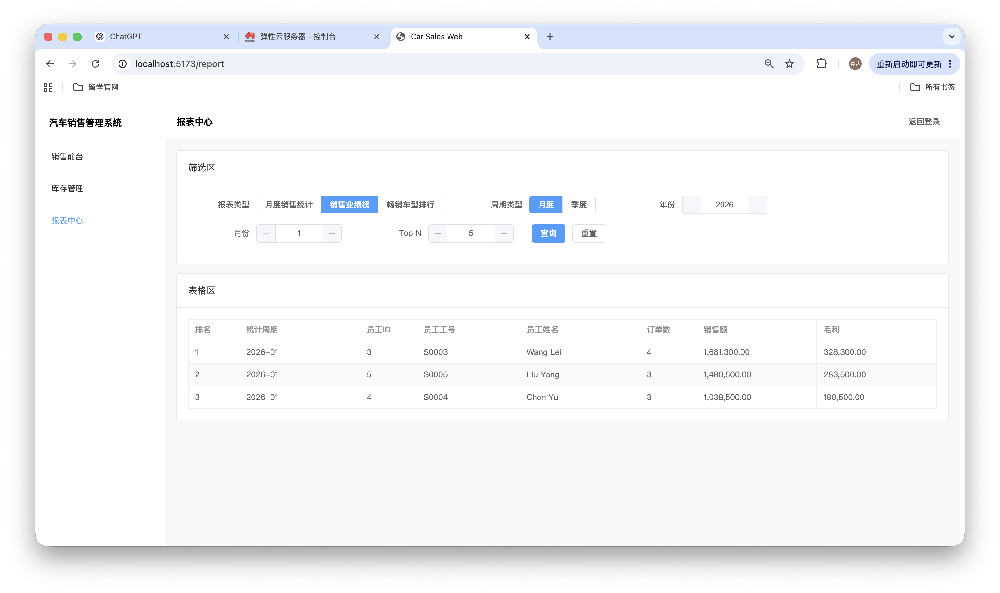 ChatGPT
HUAWEI 弹性云服务器 - 控制台
Car Sales Web
localhost:5173/report
昊达
重新启动即可更新
留学官网
所有书签
汽车销售管理系统
报表中心
返回登录
销售前台
库存管理
报表中心
筛选区
报表类型 月度销售统计 销售业绩榜 畅销车型排行 周期类型 月度 季度 年份 2026
月份 1 Top N 5 查询 重置
表格区
排名 统计周期 员工ID 员工工号 员工姓名 订单数 销售额 毛利
1 2026-01 3 S0003 Wang Lei 4 1,681,300.00 328,300.00
2 2026-01 5 S0005 Liu Yang 3 1,480,500.00 283,500.00
3 2026-01 4 S0004 Chen Yu 3 1,038,500.00 190,500.00